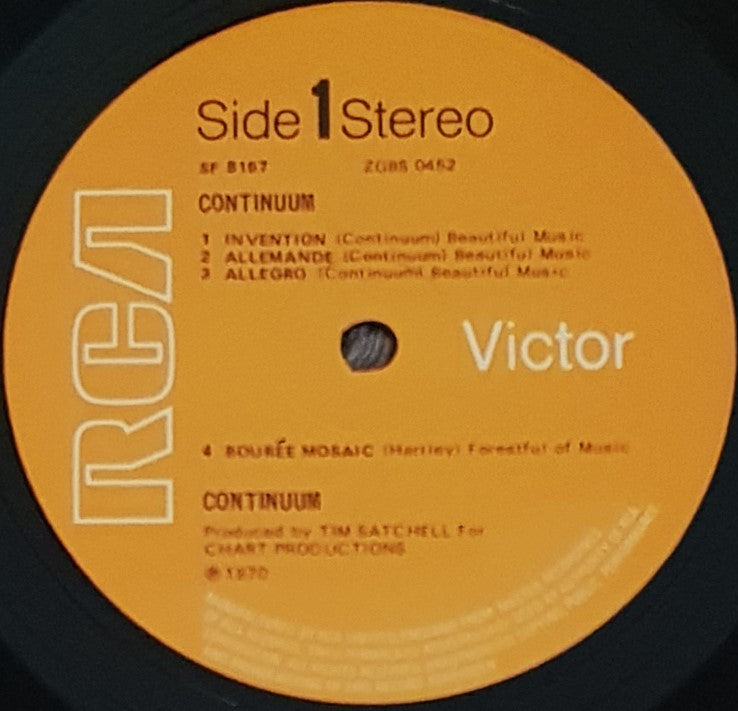 Side 1 Stereo
SF 8167 ZGBS 0452
CONTINUUM
1 INVENTION (Continuum) Beautiful Music
2 ALLEMANDE (Continuum) Beautiful Music
3 ALLEGRO (Continuum) Beautiful Music
RCA
Victor
4 BOURÉE MOSAIC (Hartley) Forestful of Music
CONTINUUM
Produced by TIM SATCHELL For
CHART PRODUCTIONS
℗ 1970